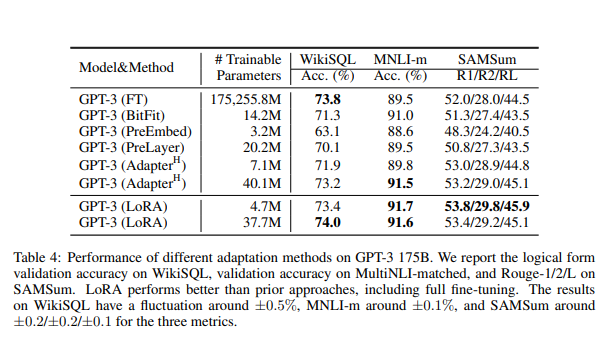 Model&Method # Trainable WikiSQL MNLI-m SAMSum
Parameters Acc. (%) Acc. (%) R1/R2/RL
GPT-3 (FT) 175,255.8M 73.8 89.5 52.0/28.0/44.5
GPT-3 (BitFit) 14.2M 71.3 91.0 51.3/27.4/43.5
GPT-3 (PreEmbed) 3.2M 63.1 88.6 48.3/24.2/40.5
GPT-3 (PreLayer) 20.2M 70.1 89.5 50.8/27.3/43.5
GPT-3 (Adapterᴴ) 7.1M 71.9 89.8 53.0/28.9/44.8
GPT-3 (Adapterᴴ) 40.1M 73.2 91.5 53.2/29.0/45.1
GPT-3 (LoRA) 4.7M 73.4 91.7 53.8/29.8/45.9
GPT-3 (LoRA) 37.7M 74.0 91.6 53.4/29.2/45.1
Table 4: Performance of different adaptation methods on GPT-3 175B. We report the logical form
validation accuracy on WikiSQL, validation accuracy on MultiNLI-matched, and Rouge-1/2/L on
SAMSum. LoRA performs better than prior approaches, including full fine-tuning. The results
on WikiSQL have a fluctuation around ±0.5%, MNLI-m around ±0.1%, and SAMSum around
±0.2/±0.2/±0.1 for the three metrics.